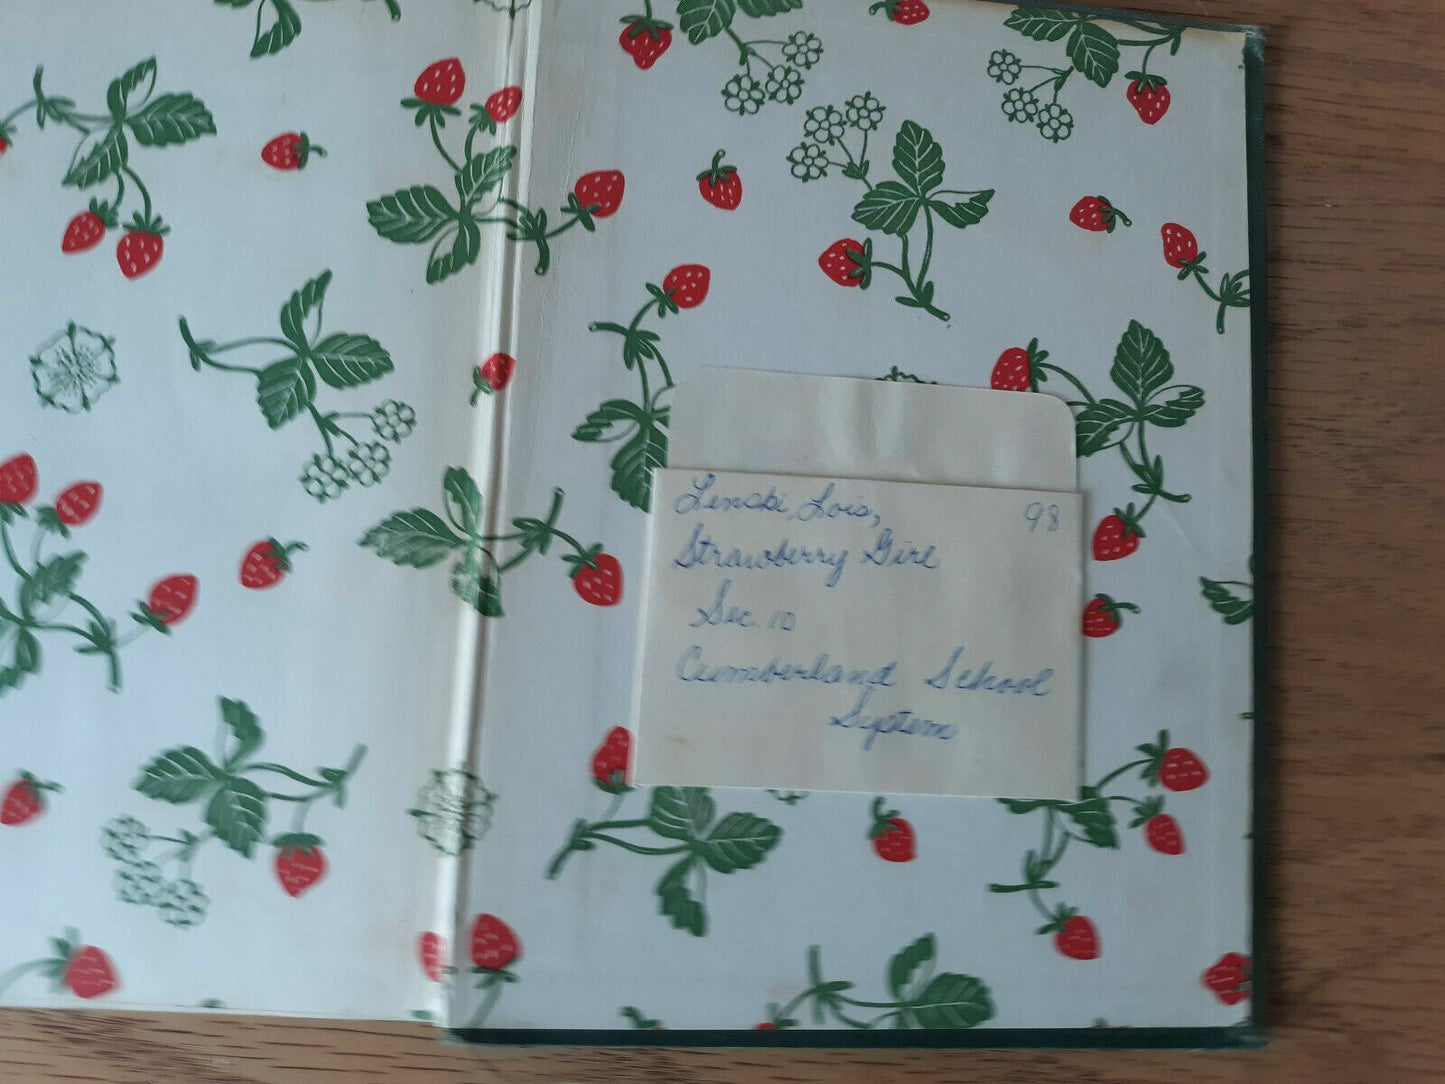 Lenski, Lois, 98
Strawberry Girl
Sec. 10
Cumberland School
System